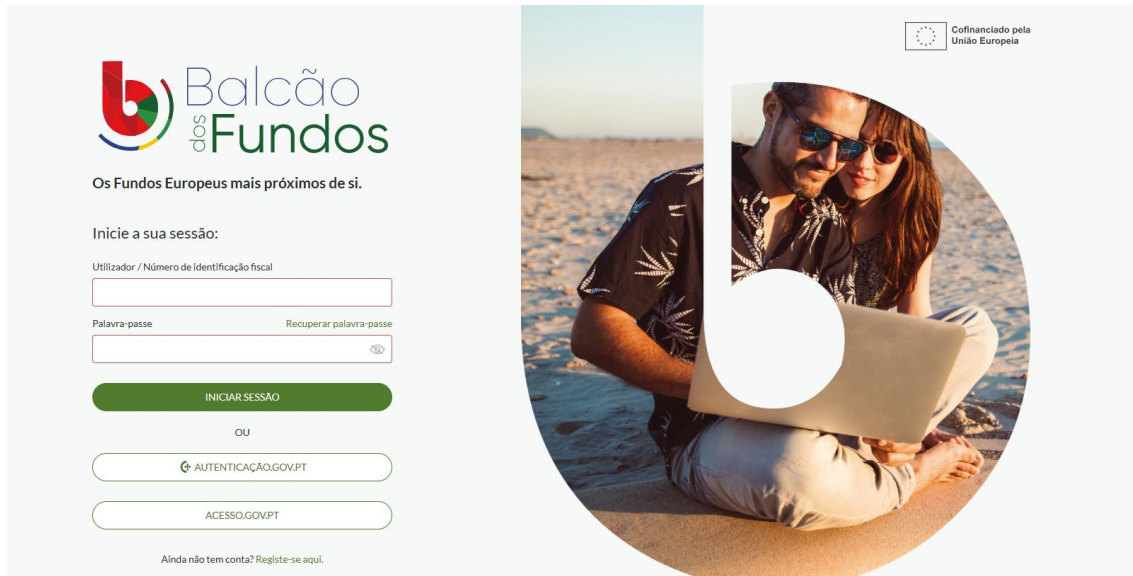 Cofinanciado pela
União Europeia
Balcão
dos Fundos
Os Fundos Europeus mais próximos de si.
Inicie a sua sessão:
Utilizador / Número de identificação fiscal
Palavra-passe Recuperar palavra-passe
INICIAR SESSÃO
OU
AUTENTICAÇÃO.GOV.PT
ACESSO.GOV.PT
Ainda não tem conta? Registe-se aqui.